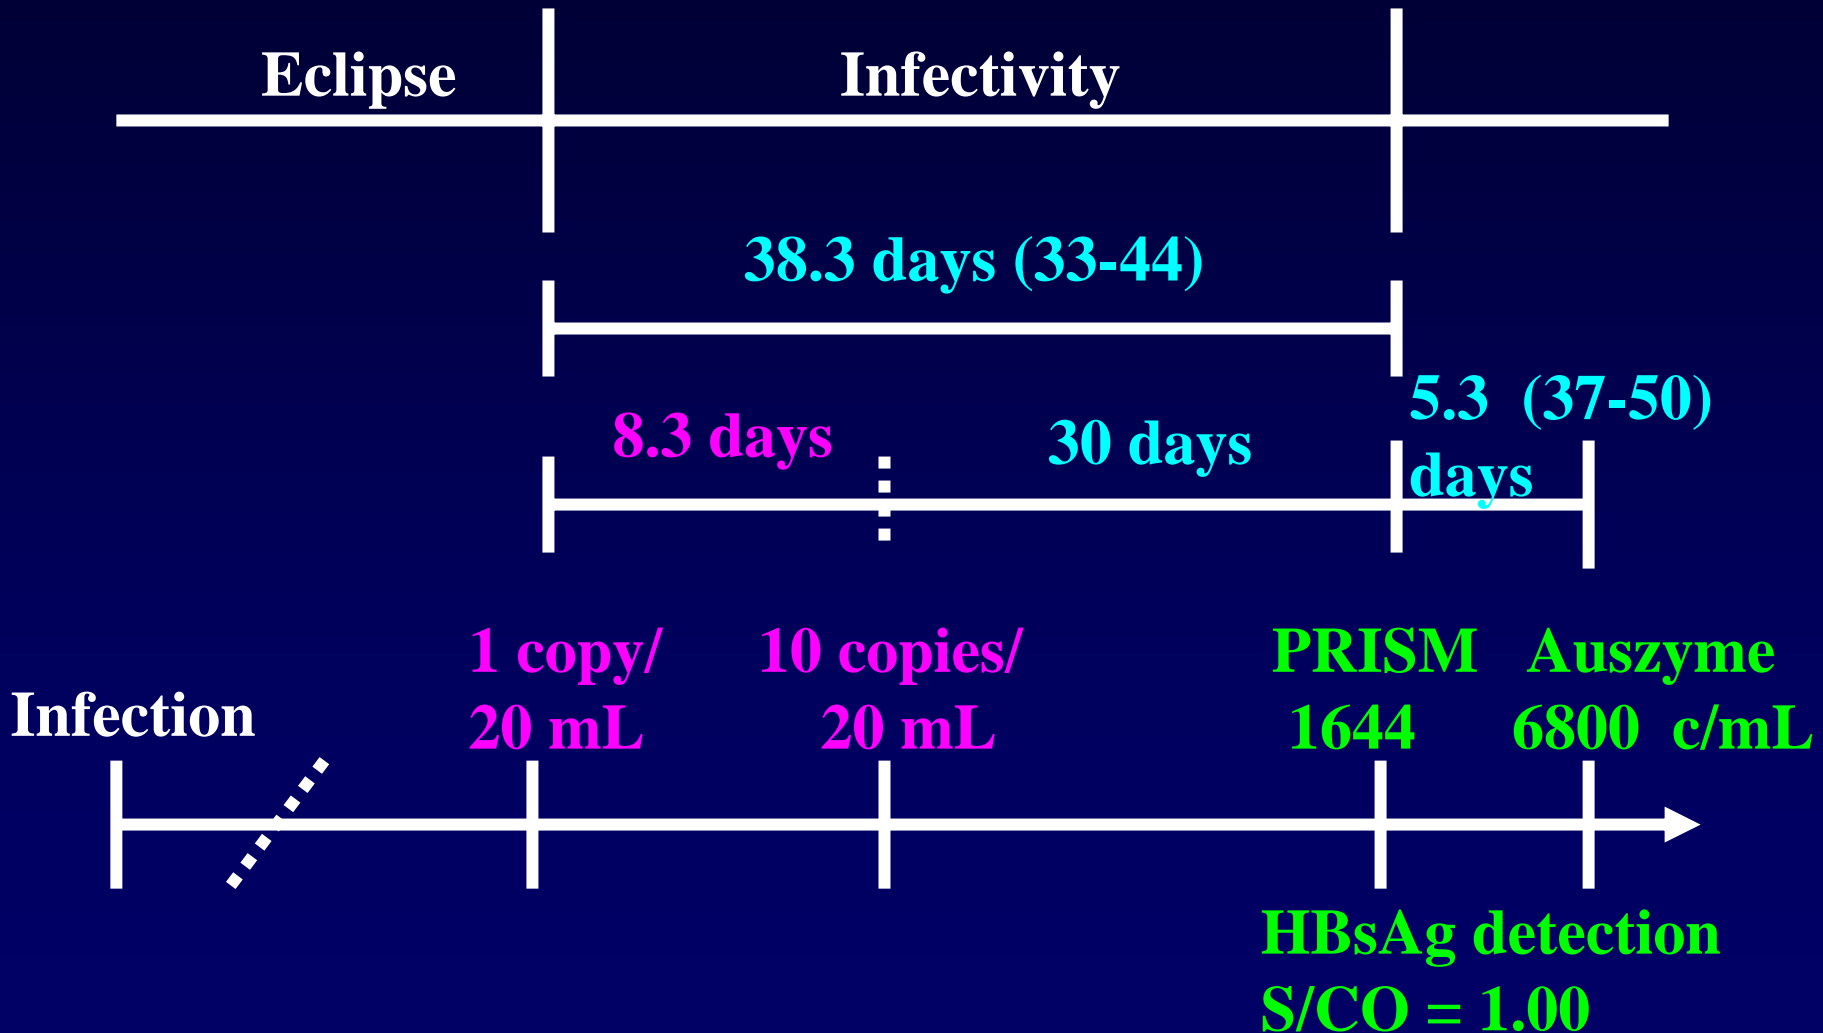 Eclipse
Infectivity
38.3 days (33-44)
8.3 days
30 days
5.3 (37-50)
days
Infection
1 copy/
20 mL
10 copies/
20 mL
PRISM
1644
Auszyme
6800 c/mL
HBsAg detection
S/CO = 1.00